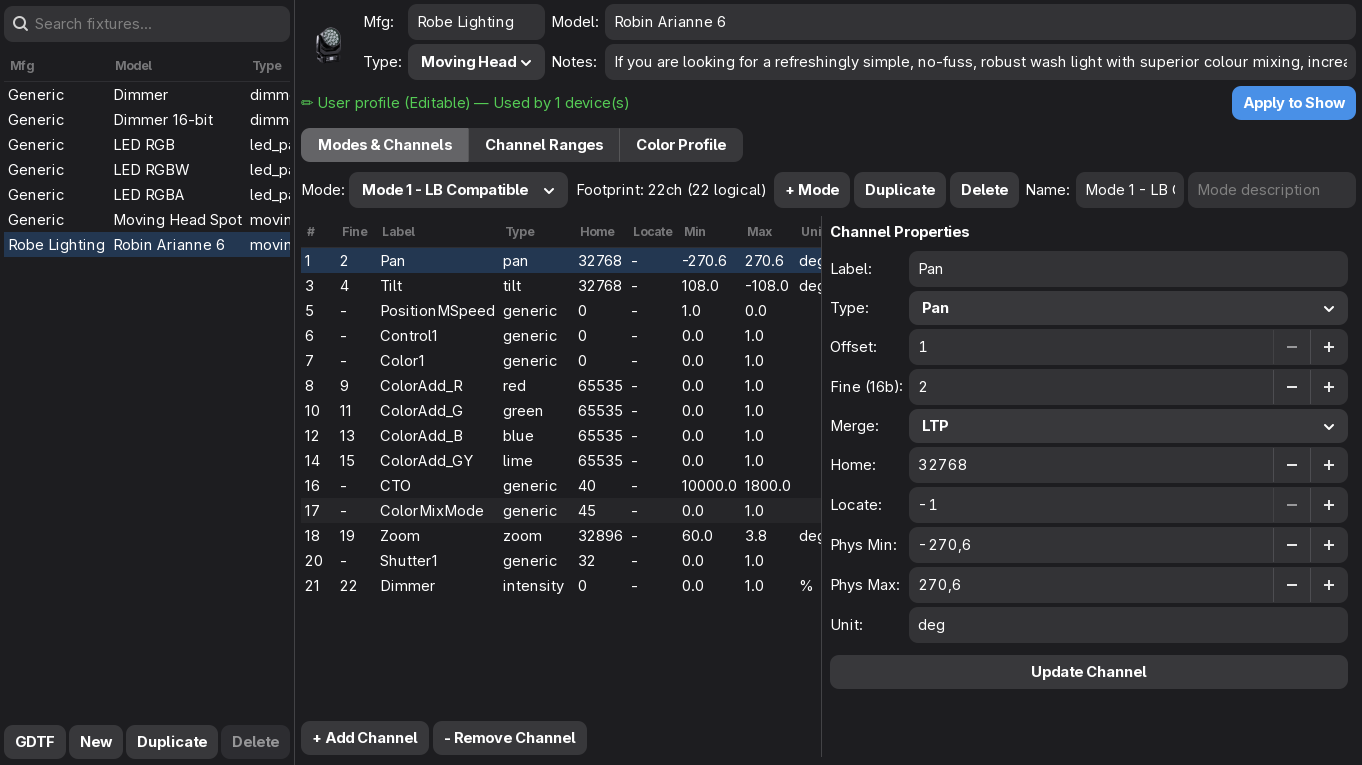 Search fixtures...
Mfg Model Type
Generic Dimmer dimm
Generic Dimmer 16-bit dimm
Generic LED RGB led_pa
Generic LED RGBW led_pa
Generic LED RGBA led_pa
Generic Moving Head Spot movin
Robe Lighting Robin Arianne 6 movin
GDTF New Duplicate Delete
Mfg: Robe Lighting Model: Robin Arianne 6
Type: Moving Head Notes: If you are looking for a refreshingly simple, no-fuss, robust wash light with superior colour mixing, increa
✏ User profile (Editable) — Used by 1 device(s) Apply to Show
Modes & Channels Channel Ranges Color Profile
Mode: Mode 1 - LB Compatible Footprint: 22ch (22 logical) + Mode Duplicate Delete Name: Mode 1 - LB C Mode description
# Fine Label Type Home Locate Min Max Uni
1 2 Pan pan 32768 - -270.6 270.6 deg
3 4 Tilt tilt 32768 - 108.0 -108.0 deg
5 - PositionMSpeed generic 0 - 1.0 0.0
6 - Control1 generic 0 - 0.0 1.0
7 - Color1 generic 0 - 0.0 1.0
8 9 ColorAdd_R red 65535 - 0.0 1.0
10 11 ColorAdd_G green 65535 - 0.0 1.0
12 13 ColorAdd_B blue 65535 - 0.0 1.0
14 15 ColorAdd_GY lime 65535 - 0.0 1.0
16 - CTO generic 40 - 10000.0 1800.0
17 - ColorMixMode generic 45 - 0.0 1.0
18 19 Zoom zoom 32896 - 60.0 3.8 deg
20 - Shutter1 generic 32 - 0.0 1.0
21 22 Dimmer intensity 0 - 0.0 1.0 %
+ Add Channel - Remove Channel
Channel Properties
Label: Pan
Type: Pan
Offset: 1 − +
Fine (16b): 2 − +
Merge: LTP
Home: 32768 − +
Locate: -1 − +
Phys Min: -270,6 − +
Phys Max: 270,6 − +
Unit: deg
Update Channel